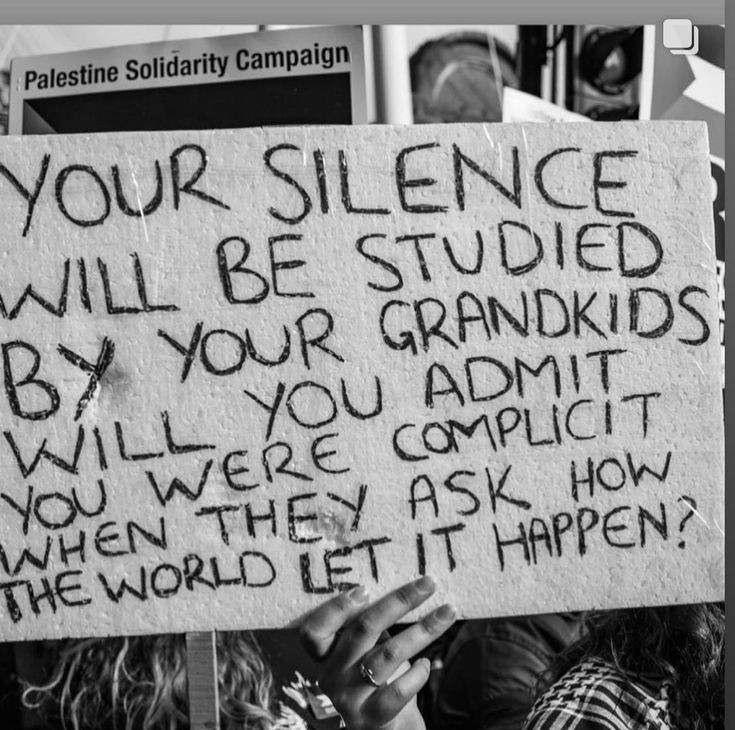 Palestine Solidarity Campaign
YOUR SILENCE
WILL BE STUDIED
BY YOUR GRANDKIDS
WILL YOU ADMIT
YOU WERE COMPLICIT
WHEN THEY ASK HOW
THE WORLD LET IT HAPPEN?